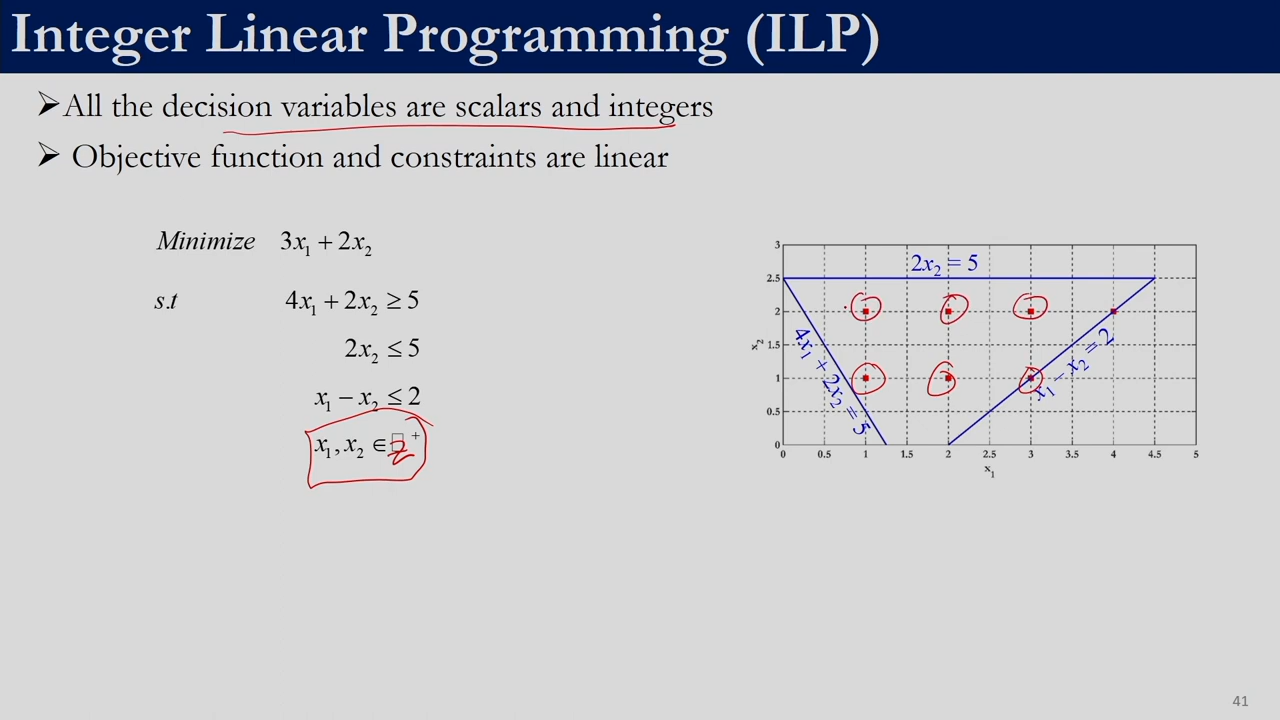 Integer Linear Programming (ILP)
➢All the decision variables are scalars and integers
➢ Objective function and constraints are linear
Minimize 3x₁ + 2x₂
s.t 4x₁ + 2x₂ ≥ 5
2x₂ ≤ 5
x₁ − x₂ ≤ 2
x₁, x₂ ∈ □⁺
2x₂ = 5
4x₁ + 2x₂ = 5
x₁ − x₂ = 2
3
2.5
2
1.5
1
0.5
0
x₂
0 0.5 1 1.5 2 2.5 3 3.5 4 4.5 5
x₁
41